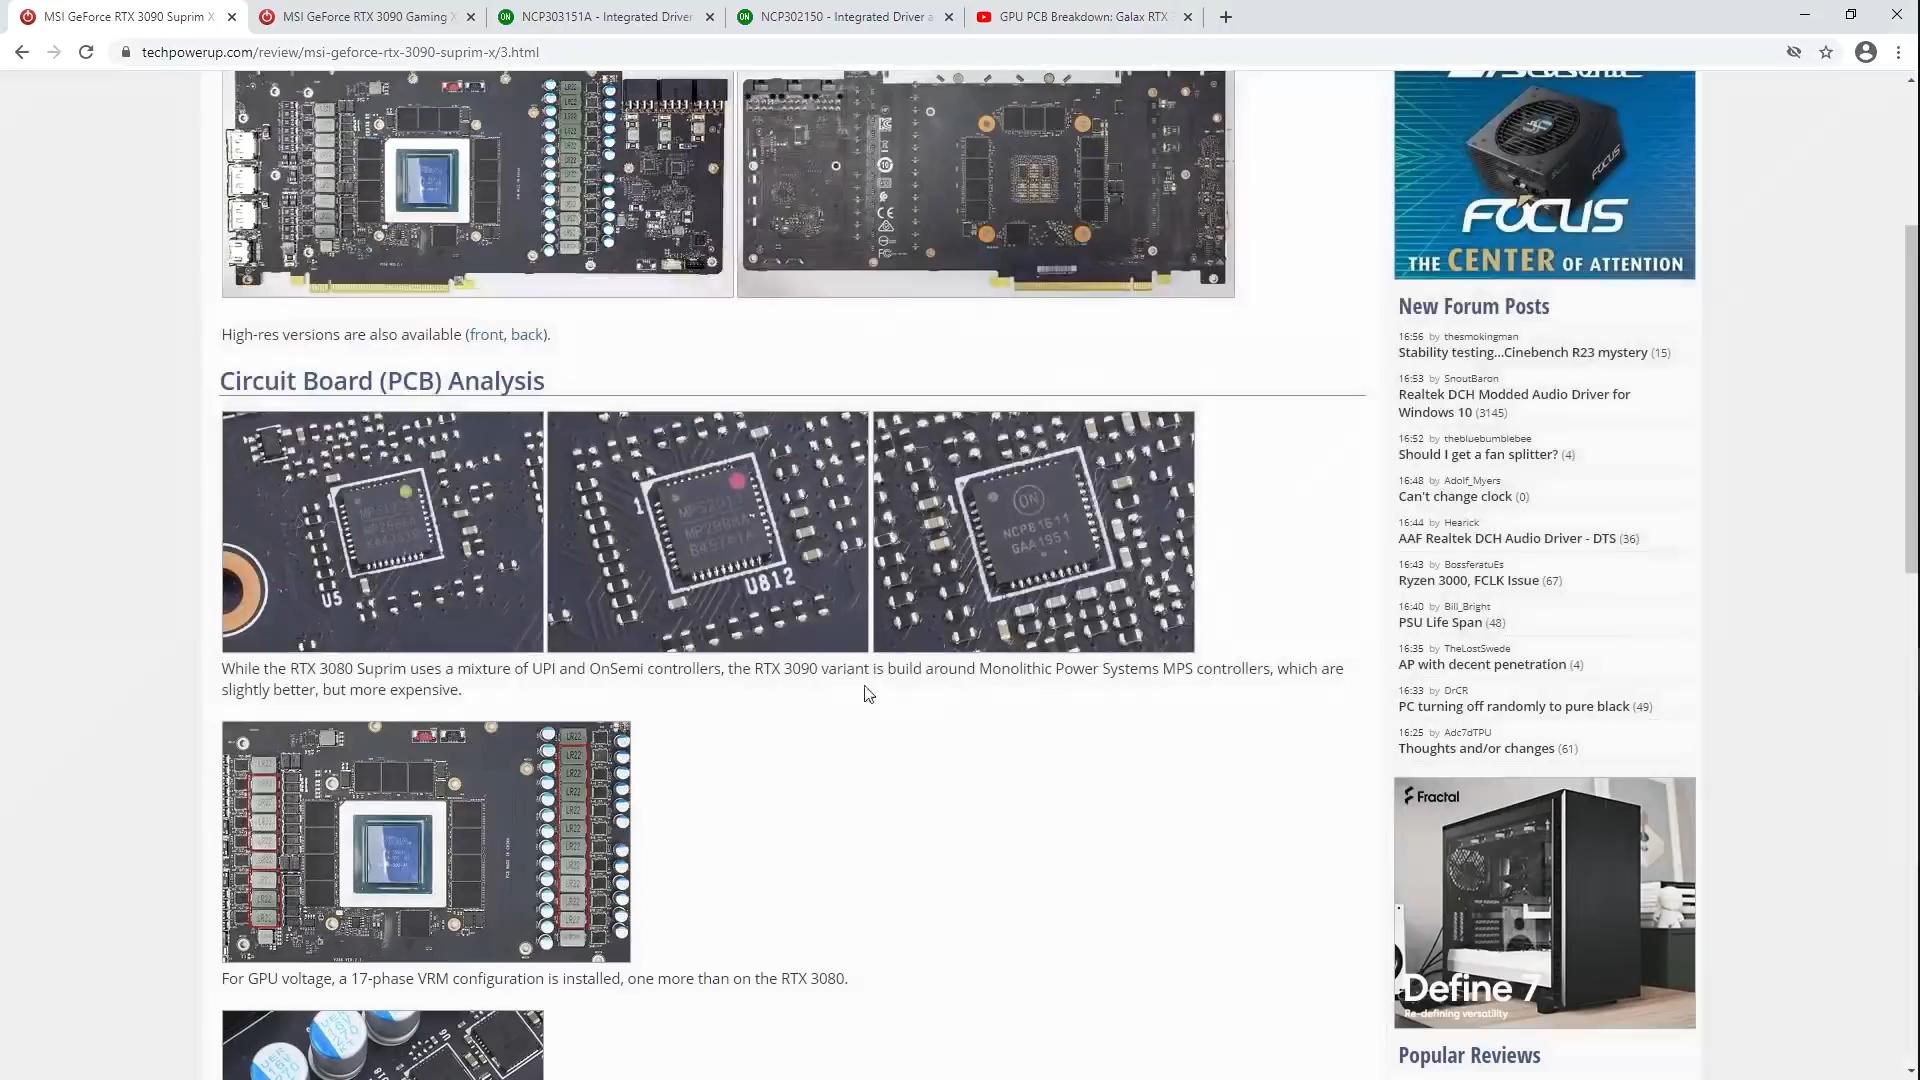 MSI GeForce RTX 3090 Suprim X
MSI GeForce RTX 3090 Gaming X
NCP303151A - Integrated Driver
NCP302150 - Integrated Driver a
GPU PCB Breakdown: Galax RTX 3
techpowerup.com/review/msi-geforce-rtx-3090-suprim-x/3.html
FOCUS
FOCUS
THE CENTER OF ATTENTION
High-res versions are also available (front, back).
Circuit Board (PCB) Analysis
U5
U812
ON
NCP81611
GAA1951
While the RTX 3080 Suprim uses a mixture of UPI and OnSemi controllers, the RTX 3090 variant is build around Monolithic Power Systems MPS controllers, which are
slightly better, but more expensive.
For GPU voltage, a 17-phase VRM configuration is installed, one more than on the RTX 3080.
New Forum Posts
16:56 by thesmokingman
Stability testing...Cinebench R23 mystery (15)
16:53 by SnoutBaron
Realtek DCH Modded Audio Driver for
Windows 10 (3145)
16:52 by thebluebumblebee
Should I get a fan splitter? (4)
16:48 by Adolf_Myers
Can't change clock (0)
16:44 by Hearick
AAF Realtek DCH Audio Driver - DTS (36)
16:43 by BossferatuEs
Ryzen 3000, FCLK Issue (67)
16:40 by Bill_Bright
PSU Life Span (48)
16:35 by TheLostSwede
AP with decent penetration (4)
16:33 by DrCR
PC turning off randomly to pure black (49)
16:25 by Adc7dTPU
Thoughts and/or changes (61)
Fractal
Define 7
Re-defining versatility
Popular Reviews